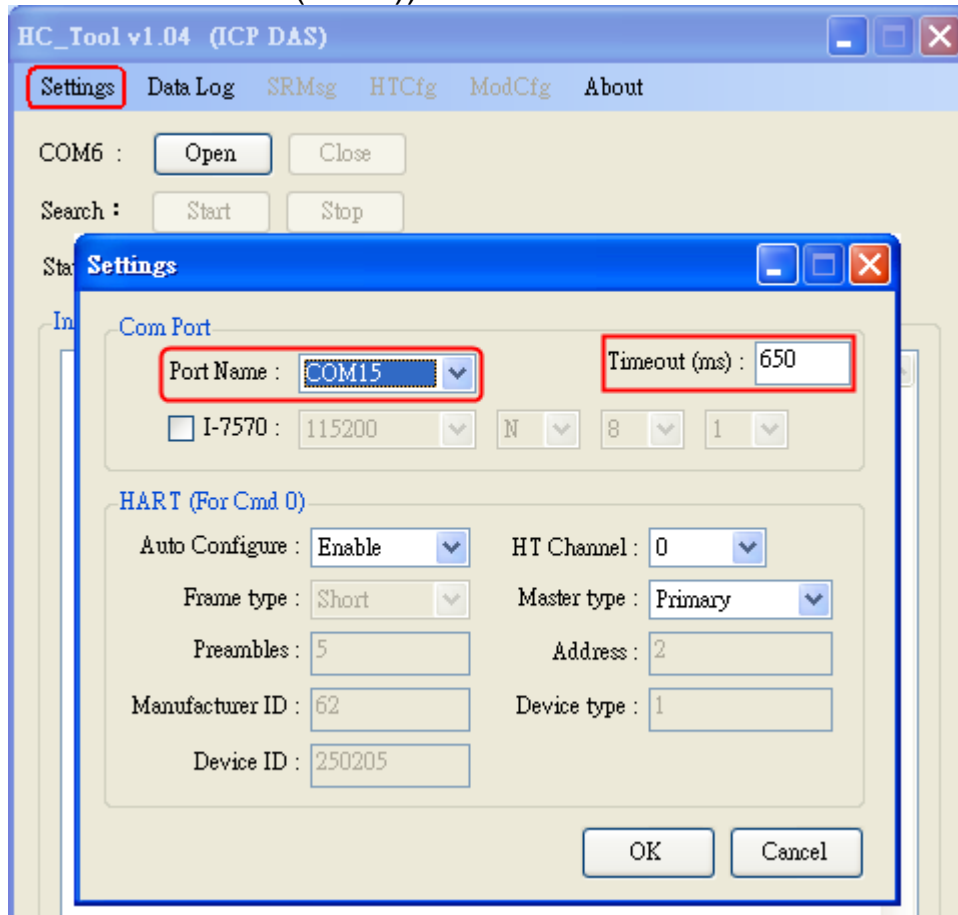 HC_Tool v1.04 (ICP DAS)
Settings Data Log SRMsg HTCfg ModCfg About
COM6 : Open Close
Search : Start Stop
Sta
Settings
In
Com Port
Port Name : COM15 Timeout (ms) : 650
I-7570 : 115200 N 8 1
HART (For Cmd 0)
Auto Configure : Enable HT Channel : 0
Frame type : Short Master type : Primary
Preambles : 5 Address : 2
Manufacturer ID : 62 Device type : 1
Device ID : 250205
OK Cancel